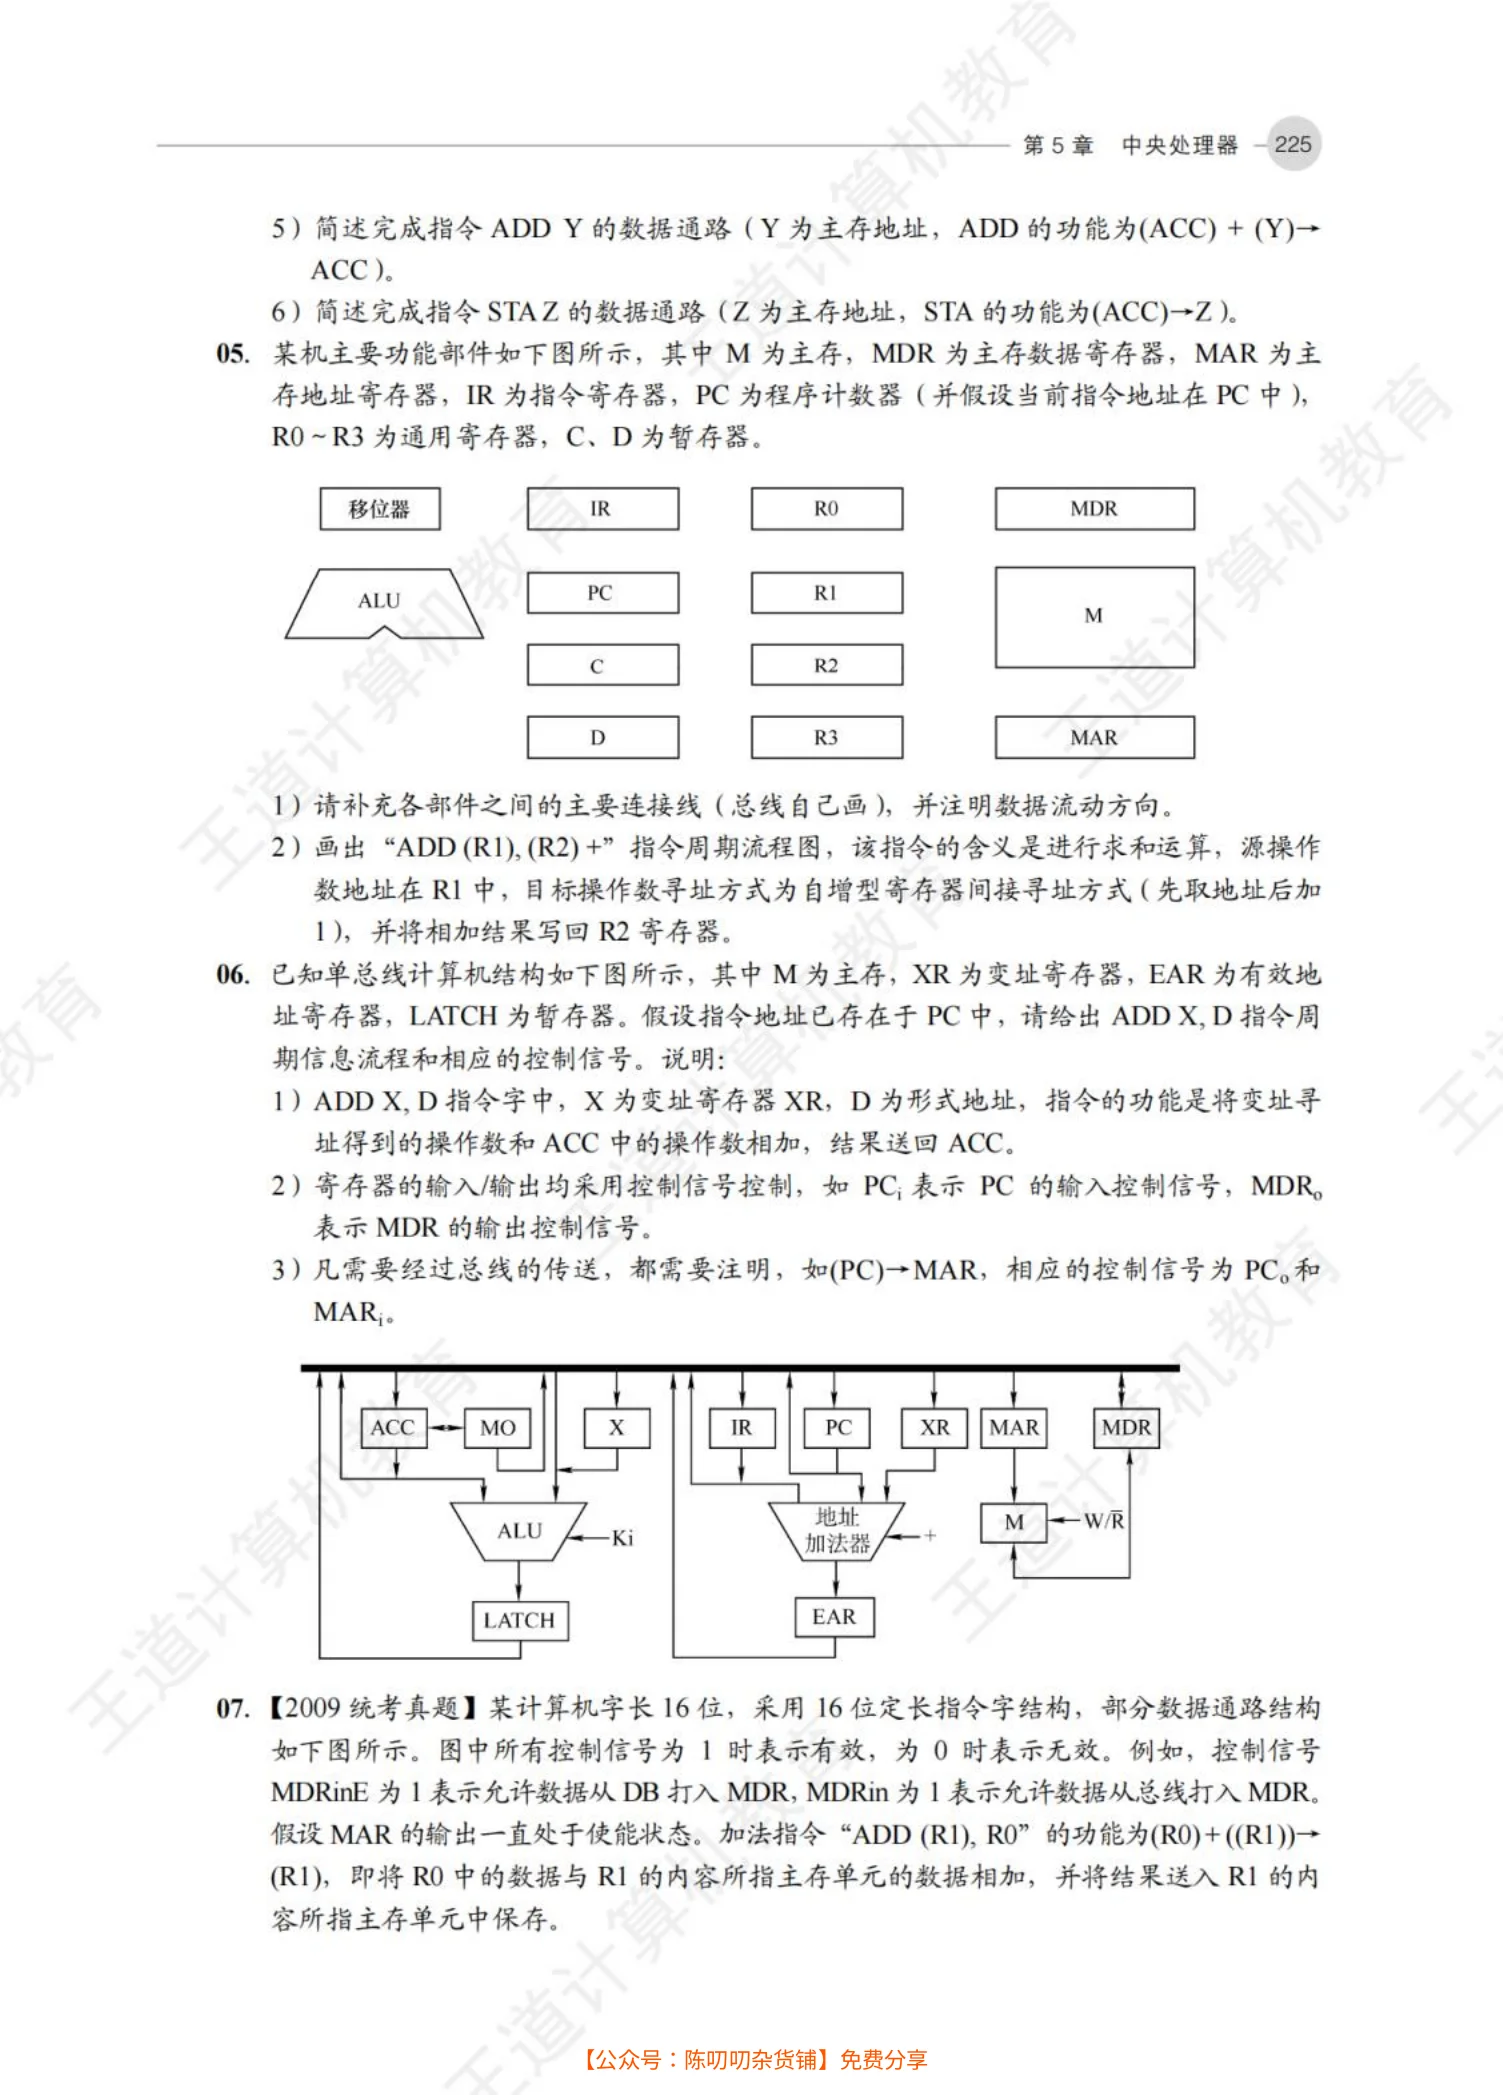 第 5 章 中央处理器 225
5）简述完成指令 ADD Y 的数据通路（Y 为主存地址，ADD 的功能为(ACC) + (Y)→
ACC）。
6）简述完成指令 STA Z 的数据通路（Z 为主存地址，STA 的功能为(ACC)→Z）。
05. 某机主要功能部件如下图所示，其中 M 为主存，MDR 为主存数据寄存器，MAR 为主
存地址寄存器，IR 为指令寄存器，PC 为程序计数器（并假设当前指令地址在 PC 中），
R0 ~ R3 为通用寄存器，C、D 为暂存器。
移位器 IR R0 MDR
ALU PC R1 M
C R2
D R3 MAR
1）请补充各部件之间的主要连接线（总线自己画），并注明数据流动方向。
2）画出“ADD (R1), (R2) +”指令周期流程图，该指令的含义是进行求和运算，源操作
数地址在 R1 中，目标操作数寻址方式为自增型寄存器间接寻址方式（先取地址后加
1），并将相加结果写回 R2 寄存器。
06. 已知单总线计算机结构如下图所示，其中 M 为主存，XR 为变址寄存器，EAR 为有效地
址寄存器，LATCH 为暂存器。假设指令地址已存在于 PC 中，请给出 ADD X, D 指令周
期信息流程和相应的控制信号。说明：
1）ADD X, D 指令字中，X 为变址寄存器 XR，D 为形式地址，指令的功能是将变址寻
址得到的操作数和 ACC 中的操作数相加，结果送回 ACC。
2）寄存器的输入/输出均采用控制信号控制，如 PCi 表示 PC 的输入控制信号，MDRo
表示 MDR 的输出控制信号。
3）凡需要经过总线的传送，都需要注明，如(PC)→MAR，相应的控制信号为 PCo和
MARi。
ACC MO X IR PC XR MAR MDR
ALU Ki 地址 + M W/R̅
加法器
LATCH EAR
07. 【2009 统考真题】某计算机字长 16 位，采用 16 位定长指令字结构，部分数据通路结构
如下图所示。图中所有控制信号为 1 时表示有效，为 0 时表示无效。例如，控制信号
MDRinE 为 1 表示允许数据从 DB 打入 MDR，MDRin 为 1 表示允许数据从总线打入 MDR。
假设 MAR 的输出一直处于使能状态。加法指令“ADD (R1), R0”的功能为(R0)+((R1))→
(R1)，即将 R0 中的数据与 R1 的内容所指主存单元的数据相加，并将结果送入 R1 的内
容所指主存单元中保存。
【公众号：陈叨叨杂货铺】免费分享
王道计算机教育